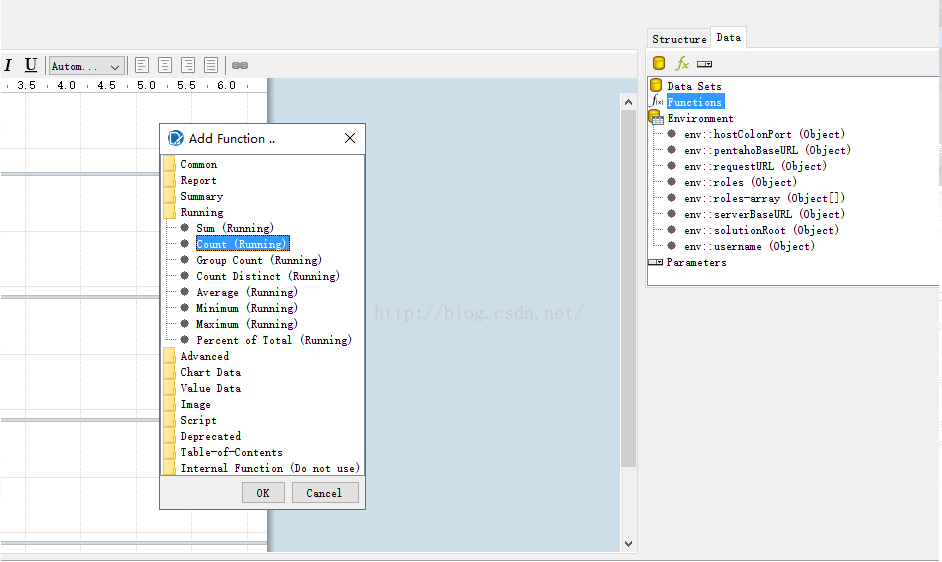 Structure Data
I U Autom...
3.5 4.0 4.5 5.0 5.5 6.0
Add Function ..
Common
Report
Summary
Running
Sum (Running)
Count (Running)
Group Count (Running)
Count Distinct (Running)
Average (Running)
Minimum (Running)
Maximum (Running)
Percent of Total (Running)
Advanced
Chart Data
Value Data
Image
Script
Deprecated
Table-of-Contents
Internal Function (Do not use)
OK Cancel
http://blog.csdn.net/
fx
Data Sets
f(x) Functions
Environment
env::hostColonPort (Object)
env::pentahoBaseURL (Object)
env::requestURL (Object)
env::roles (Object)
env::roles-array (Object[])
env::serverBaseURL (Object)
env::solutionRoot (Object)
env::username (Object)
Parameters